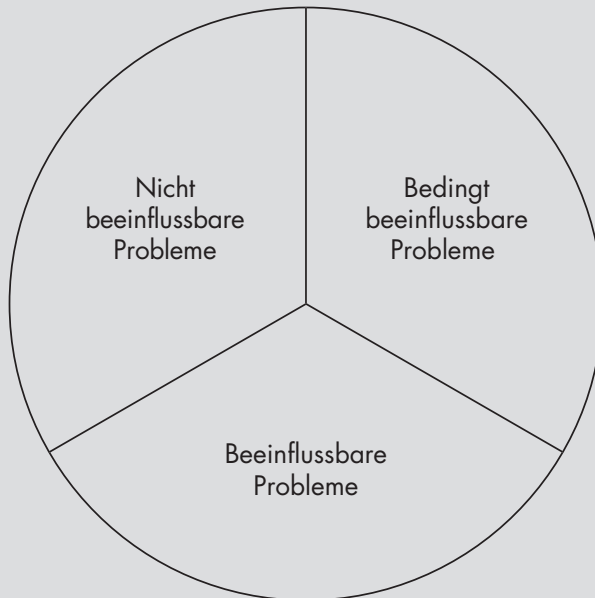 Nicht
beeinflussbare
Probleme
Bedingt
beeinflussbare
Probleme
Beeinflussbare
Probleme